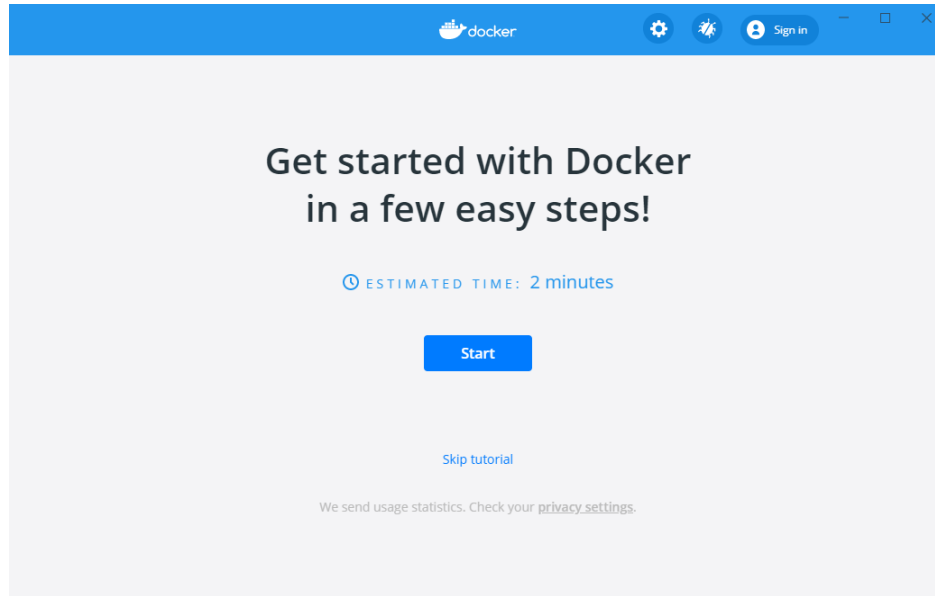 docker
Sign in
Get started with Docker
in a few easy steps!
ESTIMATED TIME: 2 minutes
Start
Skip tutorial
We send usage statistics. Check your privacy settings.